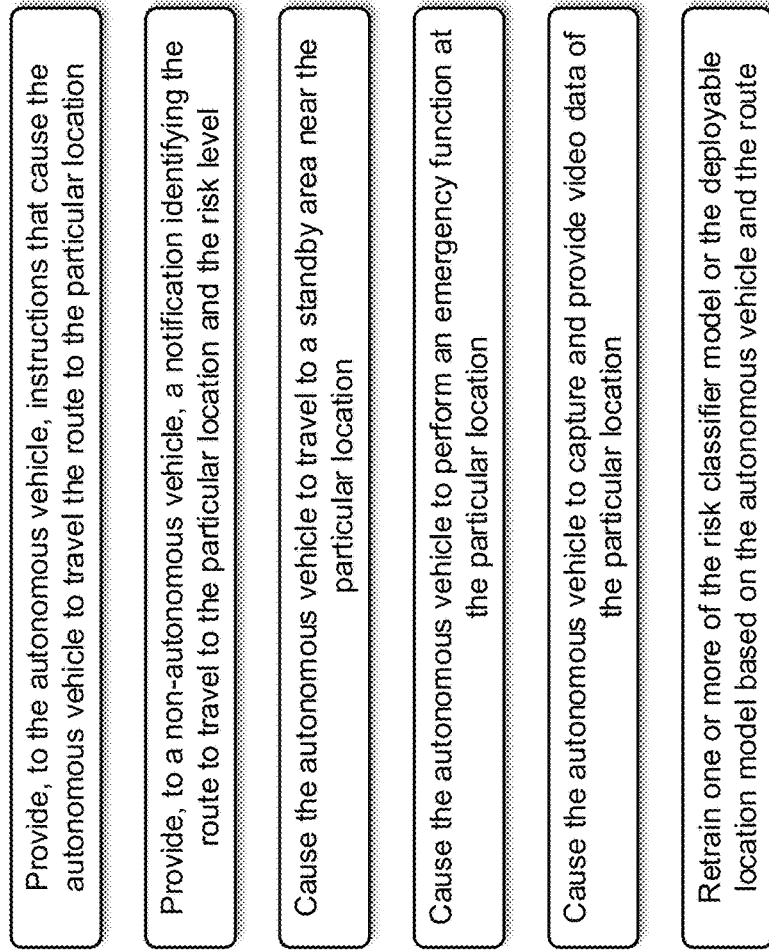 Provide, to the autonomous vehicle, instructions that cause the
autonomous vehicle to travel the route to the particular location
Provide, to a non-autonomous vehicle, a notification identifying the
route to travel to the particular location and the risk level
Cause the autonomous vehicle to travel to a standby area near the
particular location
Cause the autonomous vehicle to perform an emergency function at
the particular location
Cause the autonomous vehicle to capture and provide video data of
the particular location
Retrain one or more of the risk classifier model or the deployable
location model based on the autonomous vehicle and the route